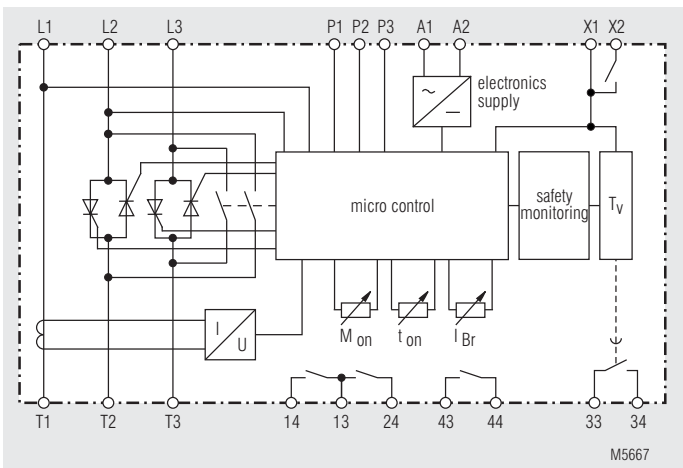 L1 L2 L3 P1 P2 P3 A1 A2 X1 X2
electronics
supply
~
micro control
safety
monitoring
Tv
M on t on I Br
I
U
14 13 24 43 44 33 34
T1 T2 T3
M5667